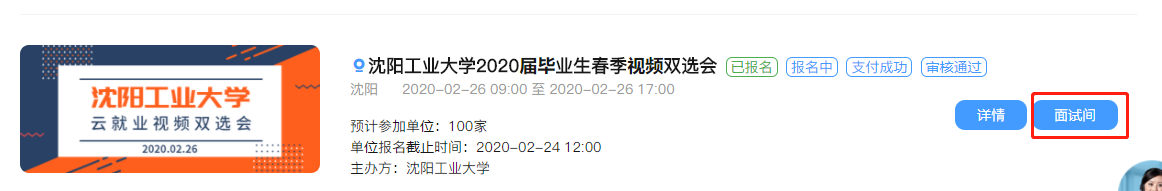 沈阳工业大学
云就业视频双选会
2020.02.26
沈阳工业大学2020届毕业生春季视频双选会 已报名 报名中 支付成功 审核通过
沈阳 2020-02-26 09:00 至 2020-02-26 17:00
预计参加单位：100家
单位报名截止时间：2020-02-24 12:00
主办方：沈阳工业大学
详情 面试间